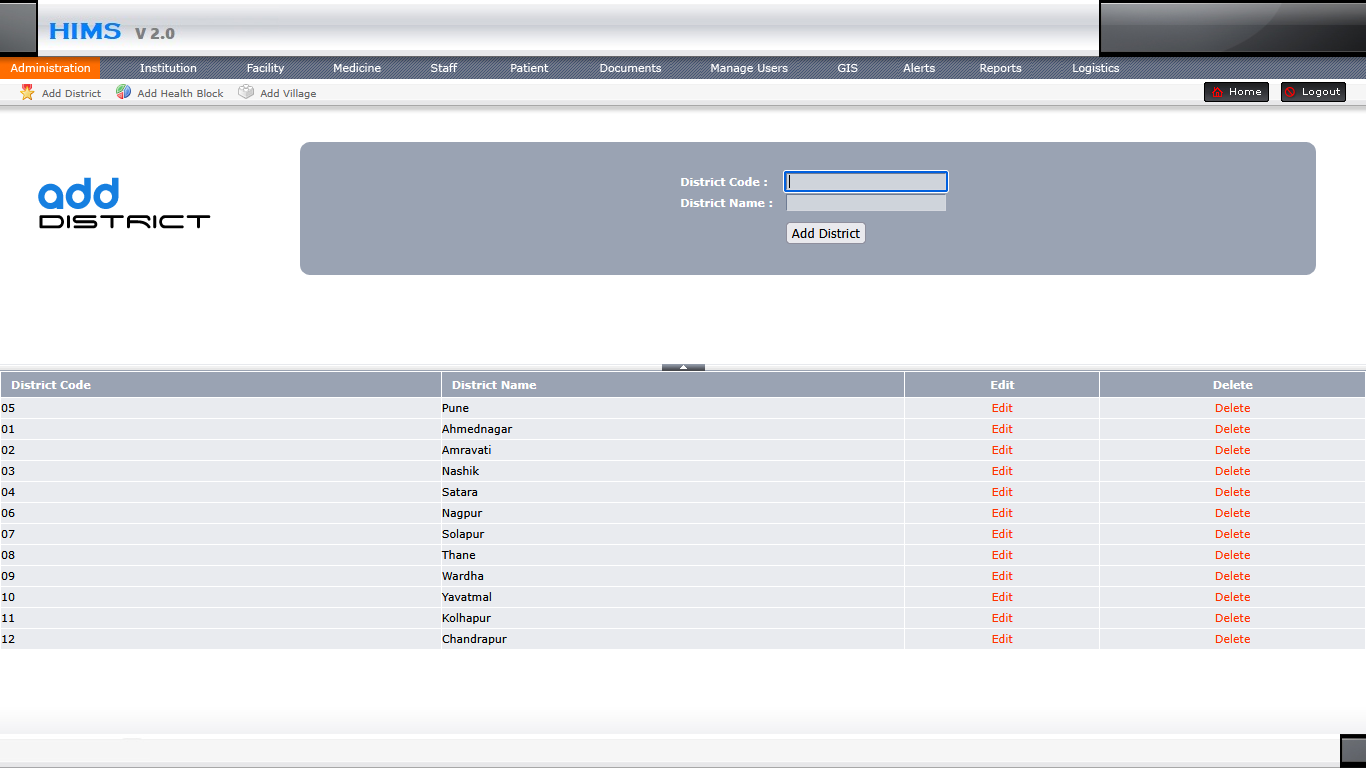 HIMS V 2.0
Administration Institution Facility Medicine Staff Patient Documents Manage Users GIS Alerts Reports Logistics
Add District Add Health Block Add Village Home Logout
add
DISTRICT
District Code :
District Name :
Add District
District Code District Name Edit Delete
05 Pune Edit Delete
01 Ahmednagar Edit Delete
02 Amravati Edit Delete
03 Nashik Edit Delete
04 Satara Edit Delete
06 Nagpur Edit Delete
07 Solapur Edit Delete
08 Thane Edit Delete
09 Wardha Edit Delete
10 Yavatmal Edit Delete
11 Kolhapur Edit Delete
12 Chandrapur Edit Delete